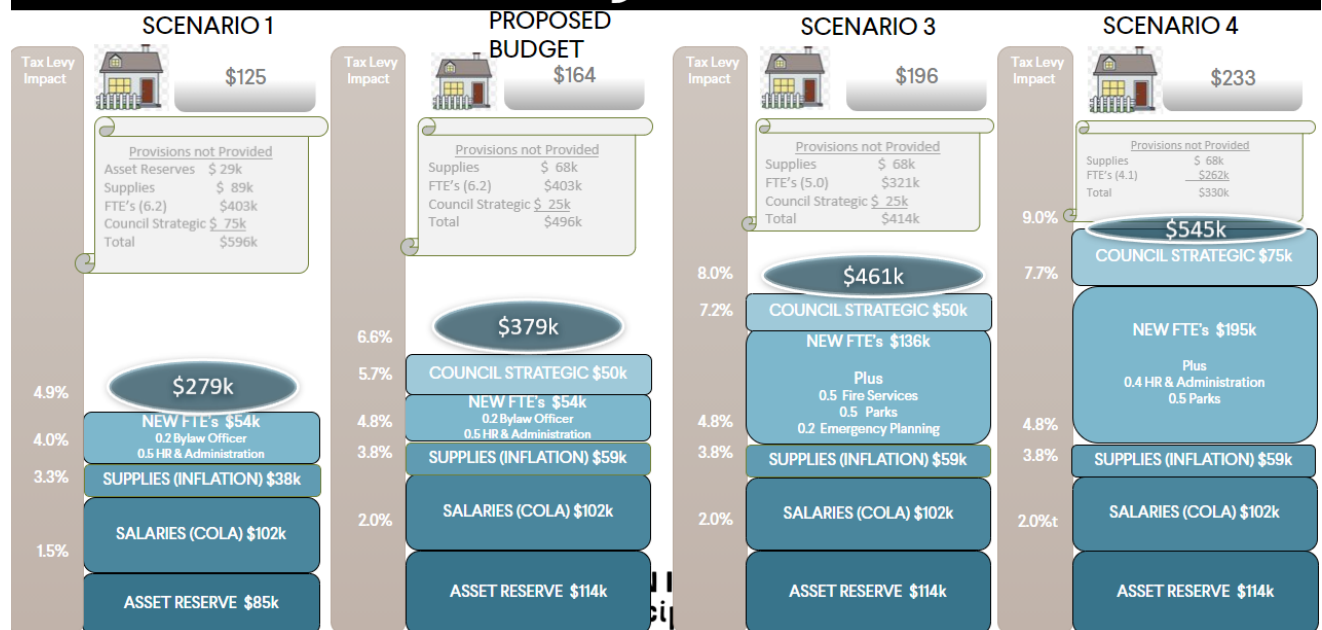 SCENARIO 1
Tax Levy
Impact
$125
Provisions not Provided
Asset Reserves $ 29k
Supplies $ 89k
FTE's (6.2) $403k
Council Strategic $ 75k
Total $596k
4.9%
4.0%
3.3%
1.5%
$279k
NEW FTE's $54k
0.2 Bylaw Officer
0.5 HR & Administration
SUPPLIES (INFLATION) $38k
SALARIES (COLA) $102k
ASSET RESERVE $85k
PROPOSED
BUDGET
Tax Levy
Impact
$164
Provisions not Provided
Supplies $ 68k
FTE's (6.2) $403k
Council Strategic $ 25k
Total $496k
6.6%
5.7%
4.8%
3.8%
2.0%
$379k
COUNCIL STRATEGIC $50k
NEW FTE's $54k
0.2 Bylaw Officer
0.5 HR & Administration
SUPPLIES (INFLATION) $59k
SALARIES (COLA) $102k
ASSET RESERVE $114k
SCENARIO 3
Tax Levy
Impact
$196
Provisions not Provided
Supplies $ 68k
FTE's (5.0) $321k
Council Strategic $ 25k
Total $414k
8.0%
7.2%
4.8%
3.8%
2.0%
$461k
COUNCIL STRATEGIC $50k
NEW FTE's $136k
Plus
0.5 Fire Services
0.5 Parks
0.2 Emergency Planning
SUPPLIES (INFLATION) $59k
SALARIES (COLA) $102k
ASSET RESERVE $114k
SCENARIO 4
Tax Levy
Impact
$233
Provisions not Provided
Supplies $ 68k
FTE's (4.1) $262k
Total $330k
9.0%
7.7%
4.8%
3.8%
2.0%t
$545k
COUNCIL STRATEGIC $75k
NEW FTE's $195k
Plus
0.4 HR & Administration
0.5 Parks
SUPPLIES (INFLATION) $59k
SALARIES (COLA) $102k
ASSET RESERVE $114k